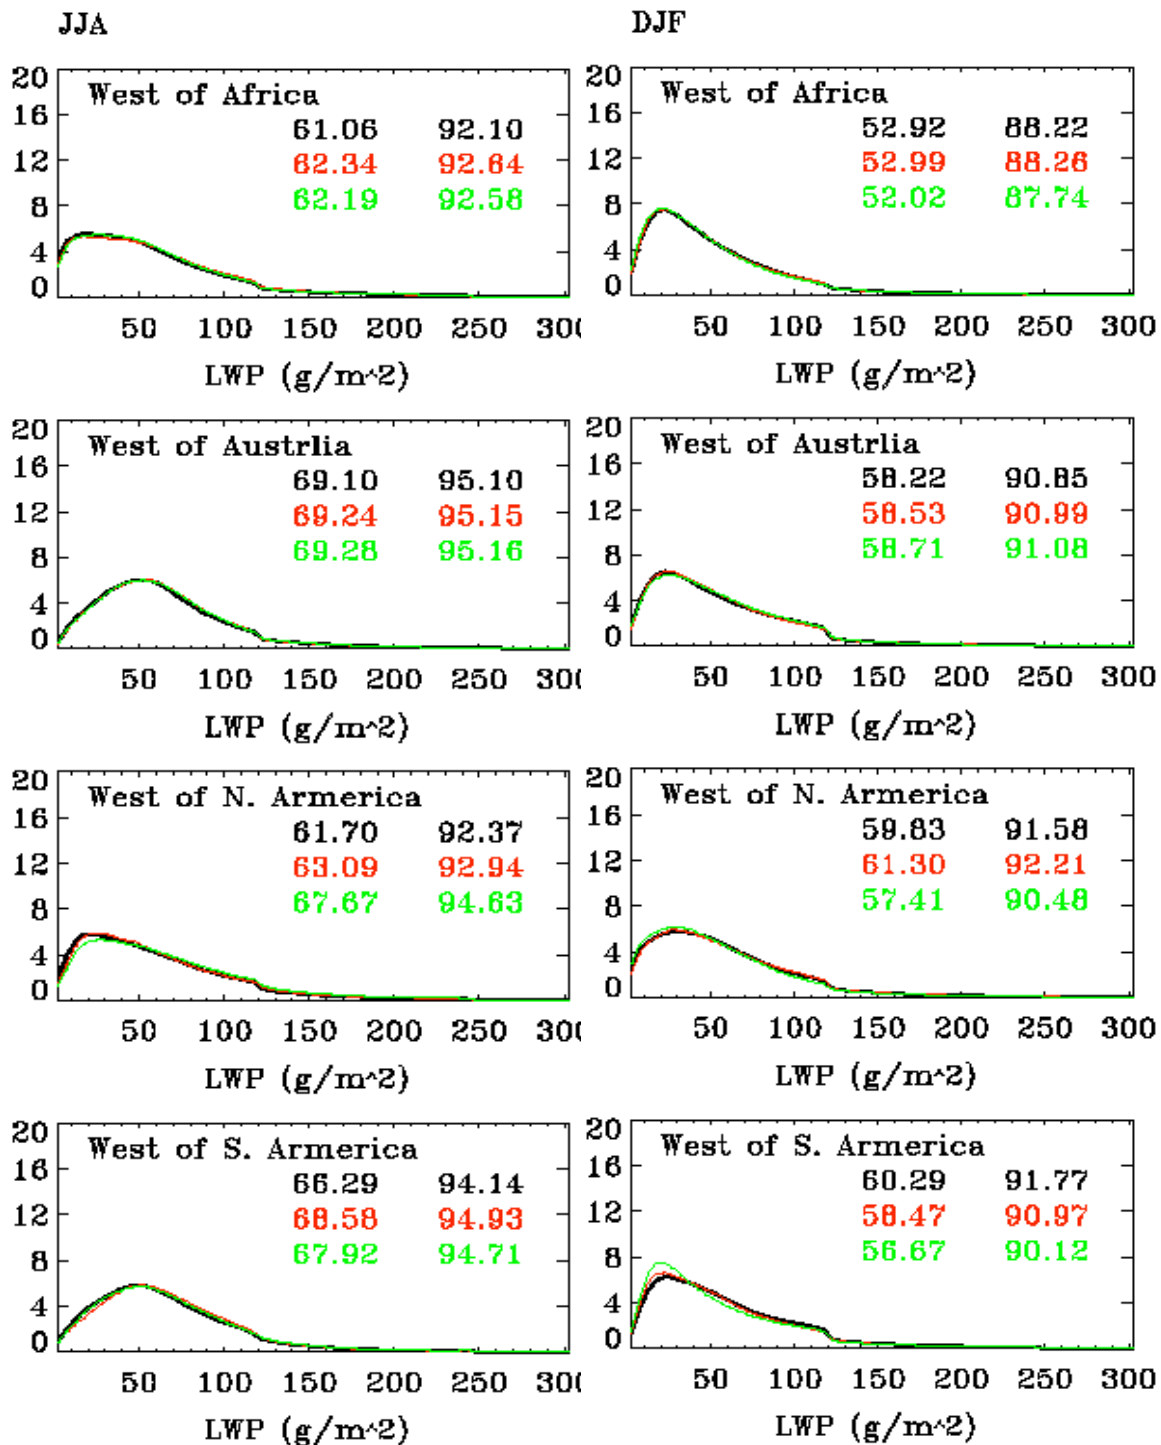 JJA
DJF
20
16
12
8
4
0
West of Africa
61.06 92.10
62.34 92.64
62.19 92.58
50 100 150 200 250 300
LWP (g/m^2)
20
16
12
8
4
0
West of Africa
52.92 88.22
52.99 88.26
52.02 87.74
50 100 150 200 250 300
LWP (g/m^2)
20
16
12
8
4
0
West of Austrlia
69.10 95.10
69.24 95.15
69.28 95.16
50 100 150 200 250 300
LWP (g/m^2)
20
16
12
8
4
0
West of Austrlia
58.22 90.85
58.53 90.99
58.71 91.08
50 100 150 200 250 300
LWP (g/m^2)
20
16
12
8
4
0
West of N. Armerica
61.70 92.37
63.09 92.94
67.67 94.63
50 100 150 200 250 300
LWP (g/m^2)
20
16
12
8
4
0
West of N. Armerica
59.83 91.58
61.30 92.21
57.41 90.48
50 100 150 200 250 300
LWP (g/m^2)
20
16
12
8
4
0
West of S. Armerica
66.29 94.14
68.58 94.93
67.92 94.71
50 100 150 200 250 300
LWP (g/m^2)
20
16
12
8
4
0
West of S. Armerica
60.29 91.77
58.47 90.97
56.67 90.12
50 100 150 200 250 300
LWP (g/m^2)